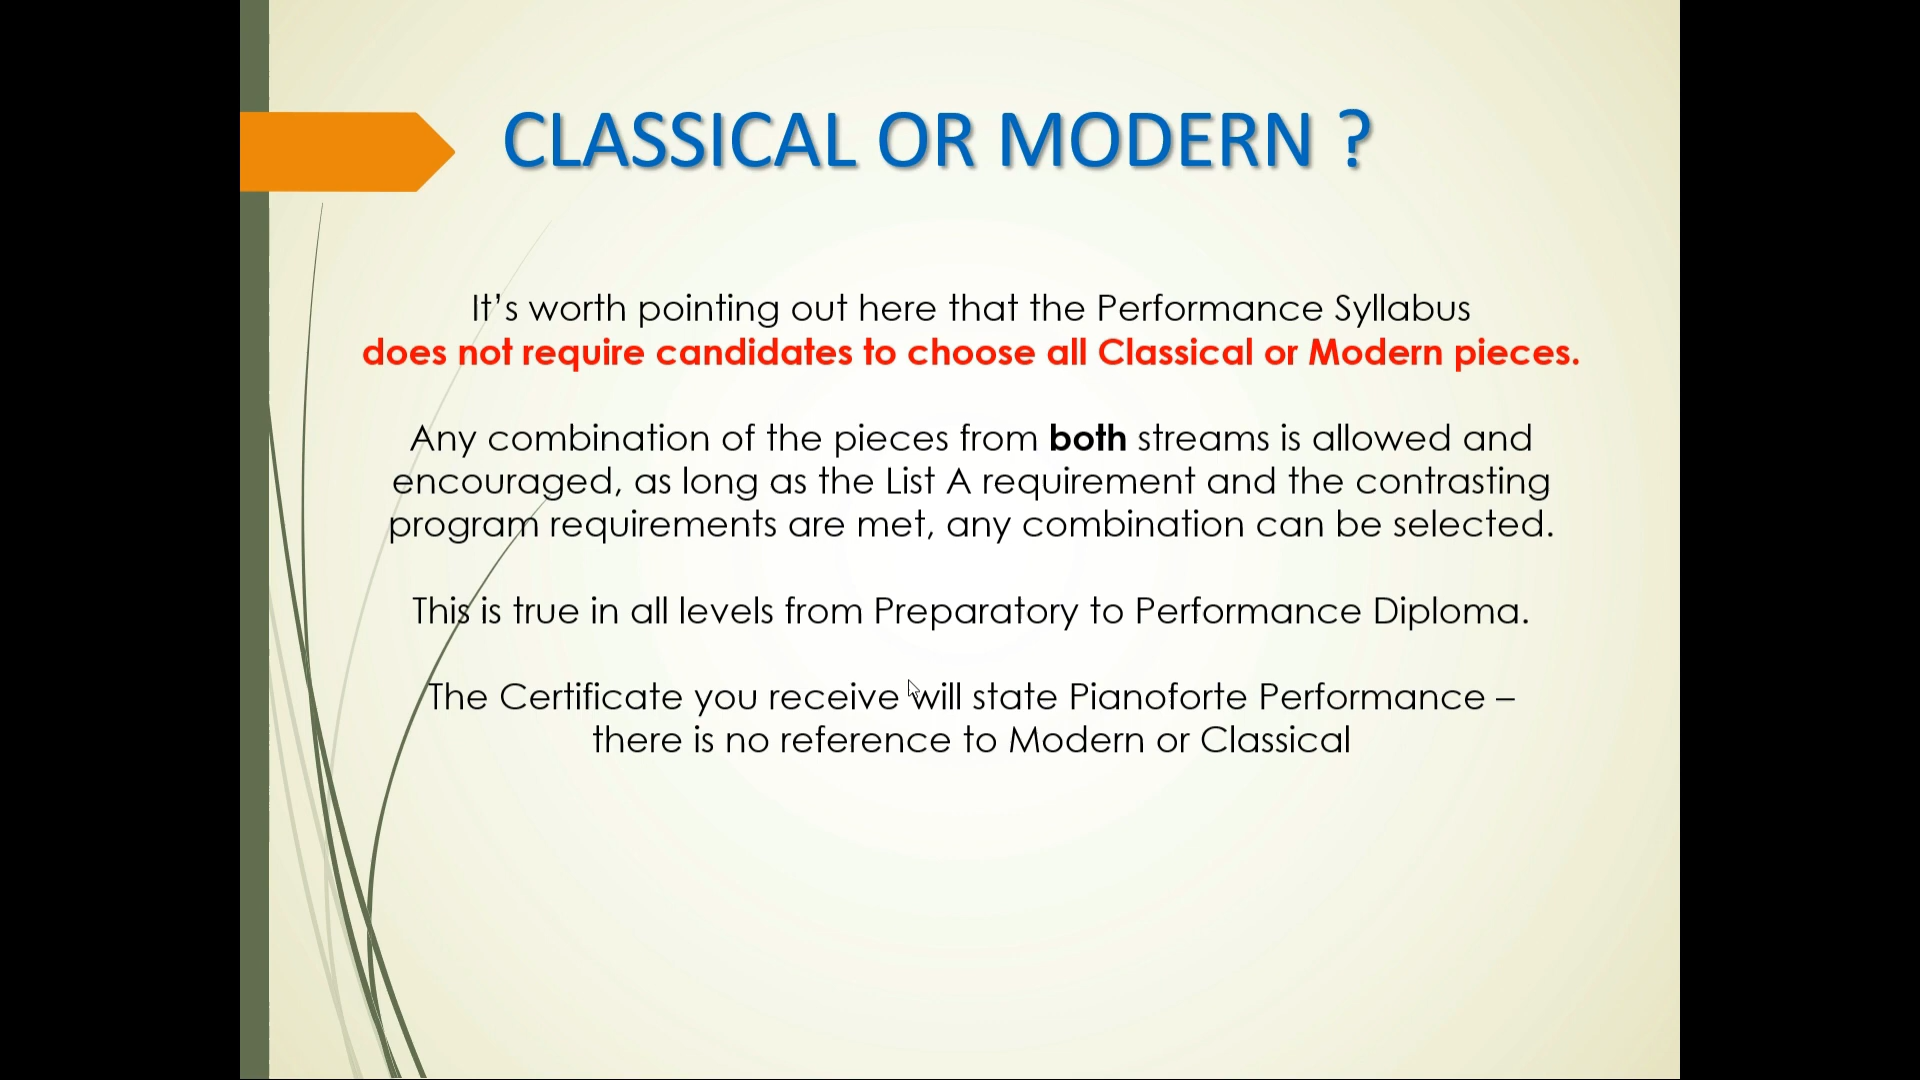 CLASSICAL OR MODERN ?
It’s worth pointing out here that the Performance Syllabus
does not require candidates to choose all Classical or Modern pieces.
Any combination of the pieces from both streams is allowed and
encouraged, as long as the List A requirement and the contrasting
program requirements are met, any combination can be selected.
This is true in all levels from Preparatory to Performance Diploma.
The Certificate you receive will state Pianoforte Performance –
there is no reference to Modern or Classical